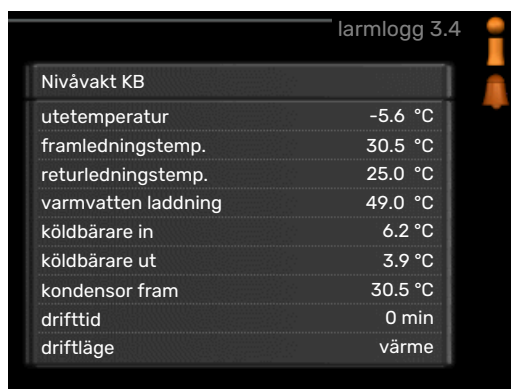 larmlogg 3.4
Nivåvakt KB
utetemperatur -5.6 °C
framledningstemp. 30.5 °C
returledningstemp. 25.0 °C
varmvatten laddning 49.0 °C
köldbärare in 6.2 °C
köldbärare ut 3.9 °C
kondensor fram 30.5 °C
drifttid 0 min
driftläge värme